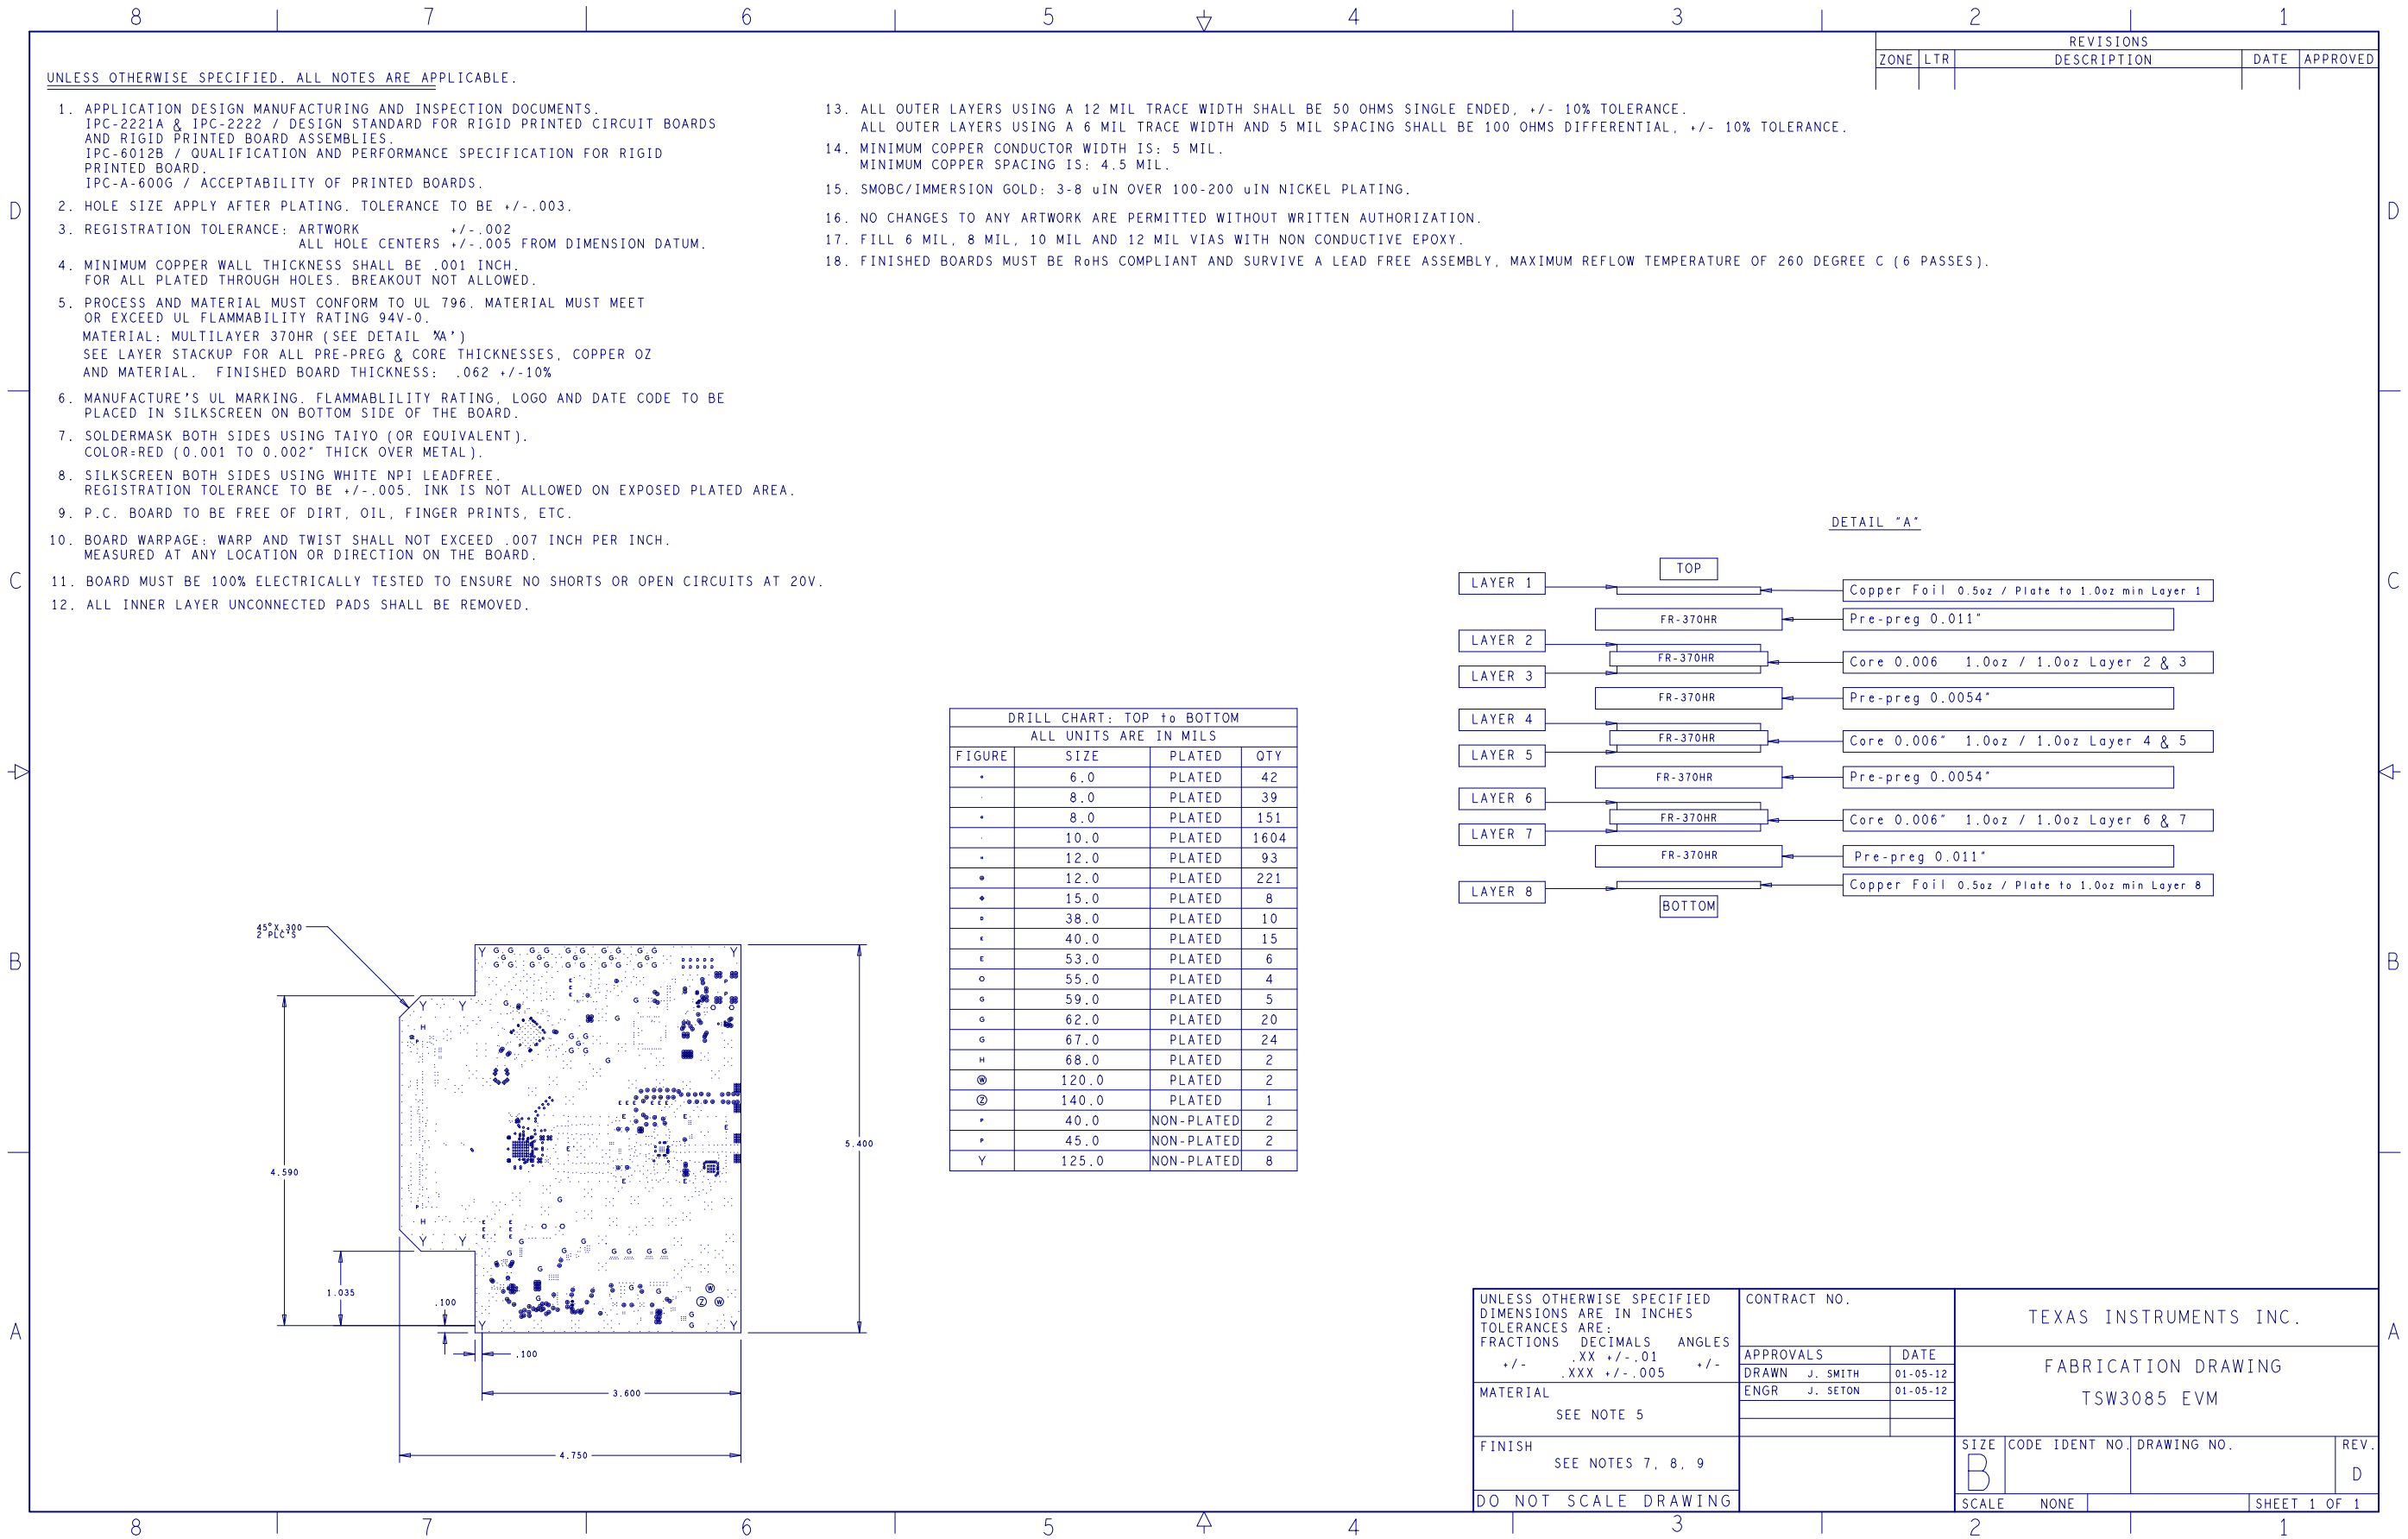 8 7 6 5 4 3 2 1
REVISIONS
ZONE LTR DESCRIPTION DATE APPROVED
UNLESS OTHERWISE SPECIFIED. ALL NOTES ARE APPLICABLE.
1. APPLICATION DESIGN MANUFACTURING AND INSPECTION DOCUMENTS.
IPC-2221A & IPC-2222 / DESIGN STANDARD FOR RIGID PRINTED CIRCUIT BOARDS
AND RIGID PRINTED BOARD ASSEMBLIES.
IPC-6012B / QUALIFICATION AND PERFORMANCE SPECIFICATION FOR RIGID
PRINTED BOARD.
IPC-A-600G / ACCEPTABILITY OF PRINTED BOARDS.
2. HOLE SIZE APPLY AFTER PLATING. TOLERANCE TO BE +/-.003.
3. REGISTRATION TOLERANCE: ARTWORK +/-.002
ALL HOLE CENTERS +/-.005 FROM DIMENSION DATUM.
4. MINIMUM COPPER WALL THICKNESS SHALL BE .001 INCH.
FOR ALL PLATED THROUGH HOLES. BREAKOUT NOT ALLOWED.
5. PROCESS AND MATERIAL MUST CONFORM TO UL 796. MATERIAL MUST MEET
OR EXCEED UL FLAMMABILITY RATING 94V-0.
MATERIAL: MULTILAYER 370HR (SEE DETAIL "A')
SEE LAYER STACKUP FOR ALL PRE-PREG & CORE THICKNESSES, COPPER OZ
AND MATERIAL. FINISHED BOARD THICKNESS: .062 +/-10%
6. MANUFACTURE'S UL MARKING. FLAMMABLILITY RATING, LOGO AND DATE CODE TO BE
PLACED IN SILKSCREEN ON BOTTOM SIDE OF THE BOARD.
7. SOLDERMASK BOTH SIDES USING TAIYO (OR EQUIVALENT).
COLOR=RED (0.001 TO 0.002" THICK OVER METAL).
8. SILKSCREEN BOTH SIDES USING WHITE NPI LEADFREE.
REGISTRATION TOLERANCE TO BE +/-.005. INK IS NOT ALLOWED ON EXPOSED PLATED AREA.
9. P.C. BOARD TO BE FREE OF DIRT, OIL, FINGER PRINTS, ETC.
10. BOARD WARPAGE: WARP AND TWIST SHALL NOT EXCEED .007 INCH PER INCH.
MEASURED AT ANY LOCATION OR DIRECTION ON THE BOARD.
11. BOARD MUST BE 100% ELECTRICALLY TESTED TO ENSURE NO SHORTS OR OPEN CIRCUITS AT 20V.
12. ALL INNER LAYER UNCONNECTED PADS SHALL BE REMOVED.
13. ALL OUTER LAYERS USING A 12 MIL TRACE WIDTH SHALL BE 50 OHMS SINGLE ENDED, +/- 10% TOLERANCE.
ALL OUTER LAYERS USING A 6 MIL TRACE WIDTH AND 5 MIL SPACING SHALL BE 100 OHMS DIFFERENTIAL, +/- 10% TOLERANCE.
14. MINIMUM COPPER CONDUCTOR WIDTH IS: 5 MIL.
MINIMUM COPPER SPACING IS: 4.5 MIL.
15. SMOBC/IMMERSION GOLD: 3-8 uIN OVER 100-200 uIN NICKEL PLATING.
16. NO CHANGES TO ANY ARTWORK ARE PERMITTED WITHOUT WRITTEN AUTHORIZATION.
17. FILL 6 MIL, 8 MIL, 10 MIL AND 12 MIL VIAS WITH NON CONDUCTIVE EPOXY.
18. FINISHED BOARDS MUST BE RoHS COMPLIANT AND SURVIVE A LEAD FREE ASSEMBLY, MAXIMUM REFLOW TEMPERATURE OF 260 DEGREE C (6 PASSES).
D D
C C
B B
A A
DETAIL "A"
TOP
LAYER 1 Copper Foil 0.5oz / Plate to 1.0oz min Layer 1
FR-370HR Pre-preg 0.011"
LAYER 2
FR-370HR Core 0.006 1.0oz / 1.0oz Layer 2 & 3
LAYER 3
FR-370HR Pre-preg 0.0054"
LAYER 4
FR-370HR Core 0.006" 1.0oz / 1.0oz Layer 4 & 5
LAYER 5
FR-370HR Pre-preg 0.0054"
LAYER 6
FR-370HR Core 0.006" 1.0oz / 1.0oz Layer 6 & 7
LAYER 7
FR-370HR Pre-preg 0.011"
LAYER 8 Copper Foil 0.5oz / Plate to 1.0oz min Layer 8
BOTTOM
DRILL CHART: TOP to BOTTOM
ALL UNITS ARE IN MILS
FIGURE SIZE PLATED QTY
6.0 PLATED 42
8.0 PLATED 39
8.0 PLATED 151
10.0 PLATED 1604
12.0 PLATED 93
12.0 PLATED 221
15.0 PLATED 8
38.0 PLATED 10
E 40.0 PLATED 15
E 53.0 PLATED 6
O 55.0 PLATED 4
G 59.0 PLATED 5
G 62.0 PLATED 20
G 67.0 PLATED 24
H 68.0 PLATED 2
W 120.0 PLATED 2
Z 140.0 PLATED 1
P 40.0 NON-PLATED 2
P 45.0 NON-PLATED 2
Y 125.0 NON-PLATED 8
45°X.300
2 PLC'S
4.590
5.400
1.035
.100
.100
3.600
4.750
UNLESS OTHERWISE SPECIFIED
DIMENSIONS ARE IN INCHES
TOLERANCES ARE:
FRACTIONS DECIMALS ANGLES
+/- .XX +/-.01 +/-
.XXX +/-.005
MATERIAL
SEE NOTE 5
FINISH
SEE NOTES 7, 8, 9
DO NOT SCALE DRAWING
CONTRACT NO.
APPROVALS DATE
DRAWN J. SMITH 01-05-12
ENGR J. SETON 01-05-12
TEXAS INSTRUMENTS INC.
FABRICATION DRAWING
TSW3085 EVM
SIZE CODE IDENT NO. DRAWING NO. REV.
B D
SCALE NONE SHEET 1 OF 1
8 7 6 5 4 3 2 1